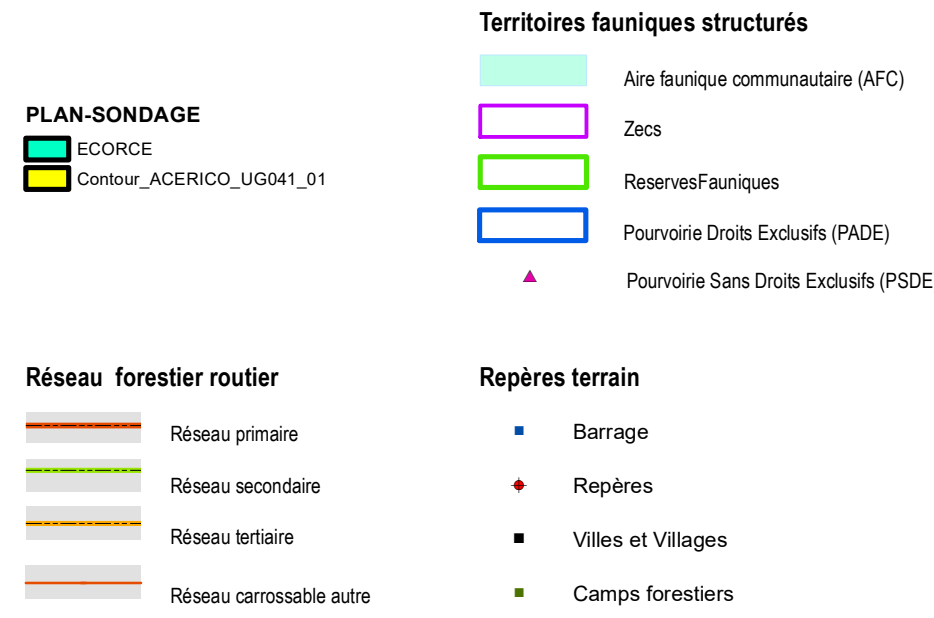 PLAN-SONDAGE
ECORCE
Contour_ACERICO_UG041_01
Territoires fauniques structurés
Aire faunique communautaire (AFC)
Zecs
ReservesFauniques
Pourvoirie Droits Exclusifs (PADE)
Pourvoirie Sans Droits Exclusifs (PSDE
Réseau forestier routier
Réseau primaire
Réseau secondaire
Réseau tertiaire
Réseau carrossable autre
Repères terrain
Barrage
Repères
Villes et Villages
Camps forestiers